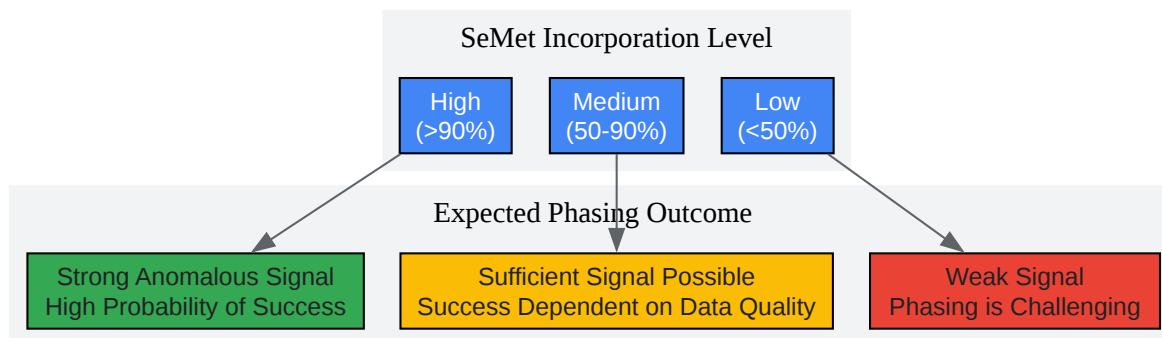 SeMet Incorporation Level
High
(>90%)
Medium
(50-90%)
Low
(<50%)
Expected Phasing Outcome
Strong Anomalous Signal
High Probability of Success
Sufficient Signal Possible
Success Dependent on Data Quality
Weak Signal
Phasing is Challenging